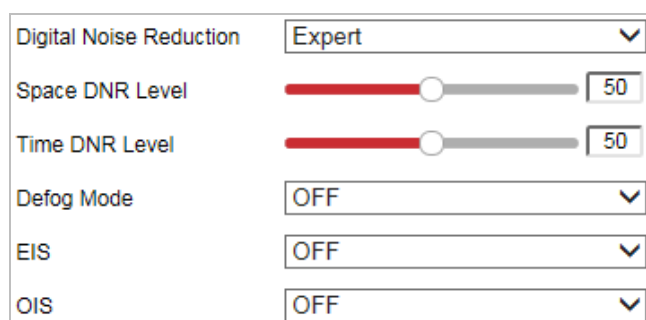 Digital Noise Reduction Expert
Space DNR Level 50
Time DNR Level 50
Defog Mode OFF
EIS OFF
OIS OFF